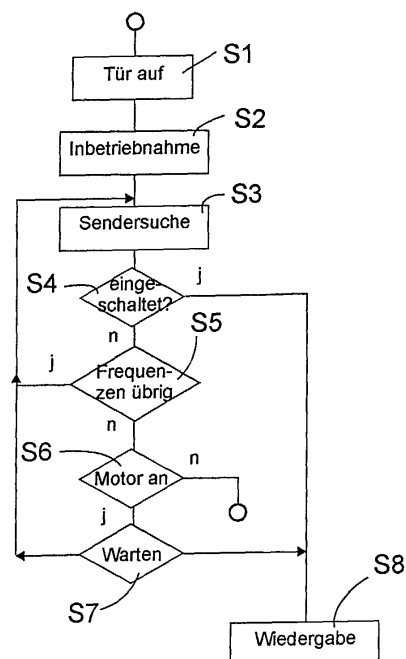 S1
Tür auf
S2
Inbetriebnahme
S3
Sendersuche
S4
einge-
schaltet?
j
n
S5
j
Frequen-
zen übrig
n
S6
Motor an
n
j
Warten
S7
S8
Wiedergabe